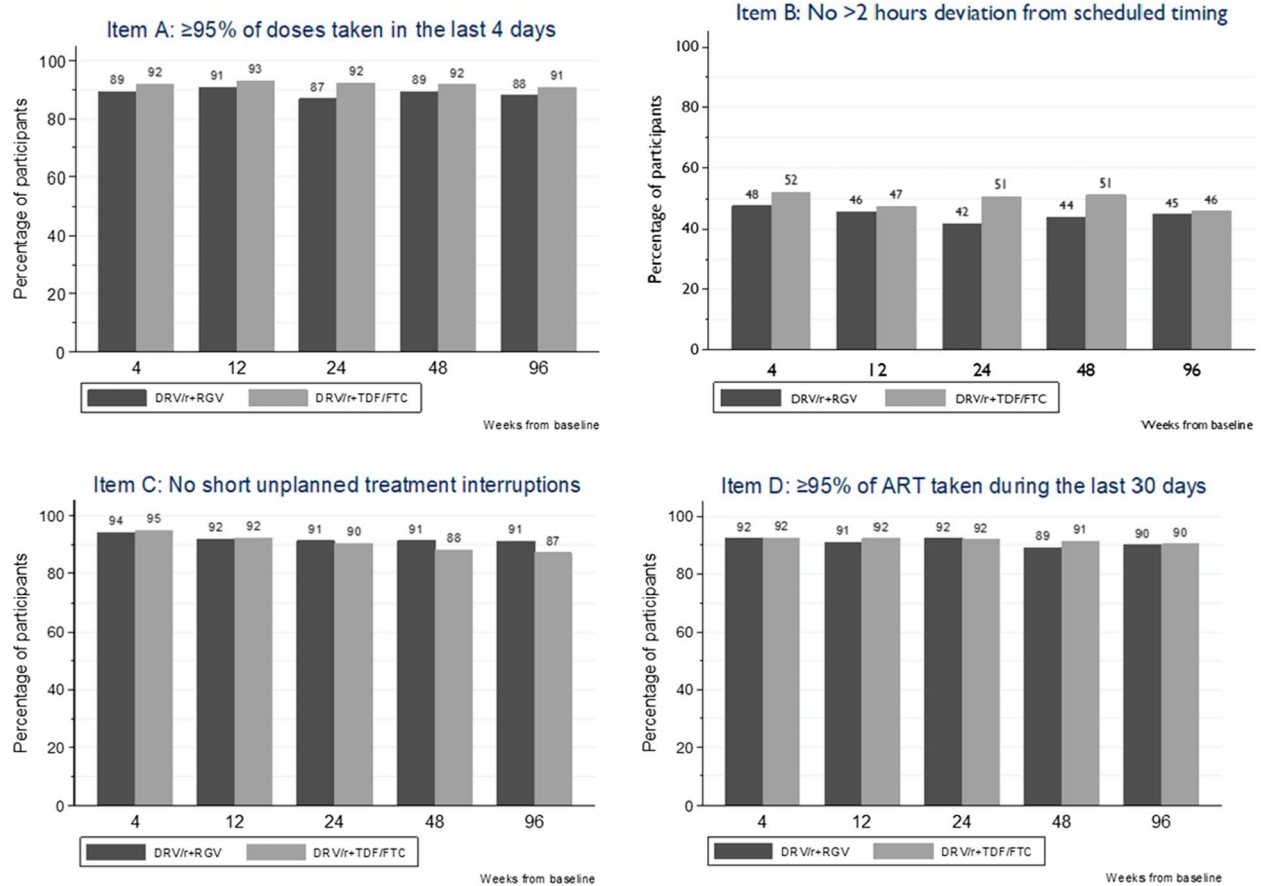 Item A: ≥95% of doses taken in the last 4 days
Percentage of participants
100
80
60
40
20
0
89 92 91 93 87 92 89 92 88 91
4 12 24 48 96
DRV/r+RGV DRV/r+TDF/FTC
Weeks from baseline
Item B: No >2 hours deviation from scheduled timing
Percentage of participants
100
80
60
40
20
0
48 52 46 47 42 51 44 51 45 46
4 12 24 48 96
DRV/r+RGV DRV/r+TDF/FTC
Weeks from baseline
Item C: No short unplanned treatment interruptions
Percentage of participants
100
80
60
40
20
0
94 95 92 92 91 90 91 88 91 87
4 12 24 48 96
DRV/r+RGV DRV/r+TDF/FTC
Weeks from baseline
Item D: ≥95% of ART taken during the last 30 days
Percentage of participants
100
80
60
40
20
0
92 92 91 92 92 92 89 91 90 90
4 12 24 48 96
DRV/r+RGV DRV/r+TDF/FTC
Weeks from baseline